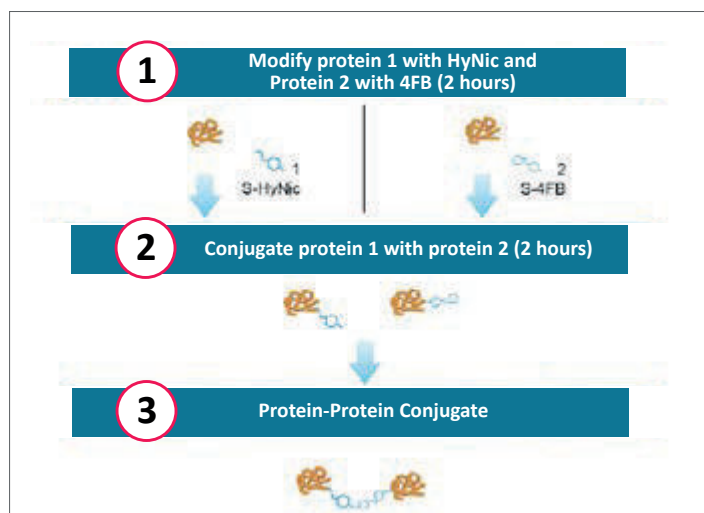 1
Modify protein 1 with HyNic and
Protein 2 with 4FB (2 hours)
1
S-HyNic
2
S-4FB
2
Conjugate protein 1 with protein 2 (2 hours)
3
Protein-Protein Conjugate